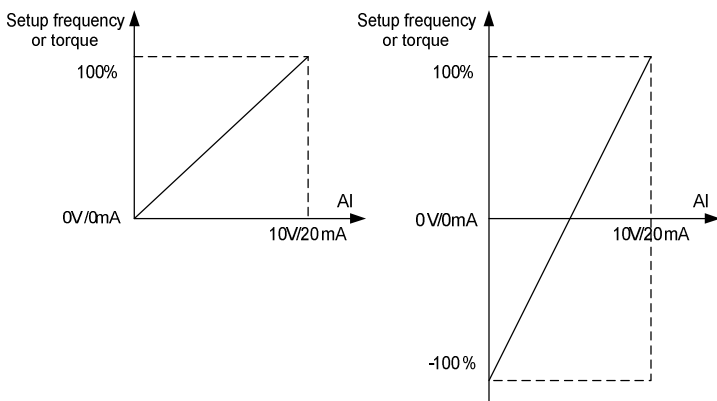 Setup frequency
or torque
100%
AI
0V/0mA
10V/20mA
Setup frequency
or torque
100%
AI
0V/0mA
10V/20mA
-100%